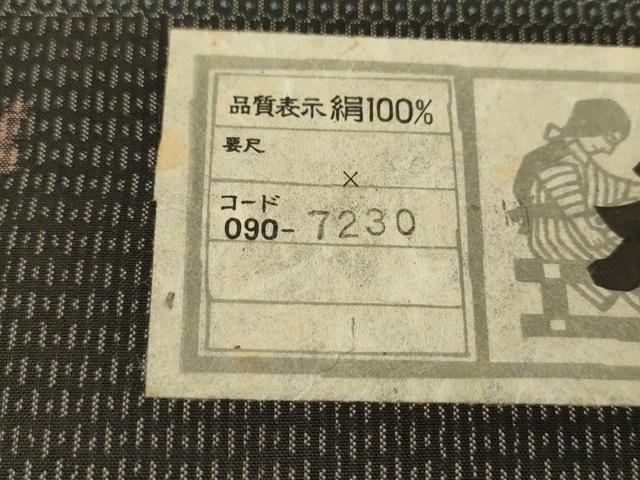 品質表示 絹100%
要尺
×
コード
090-7230